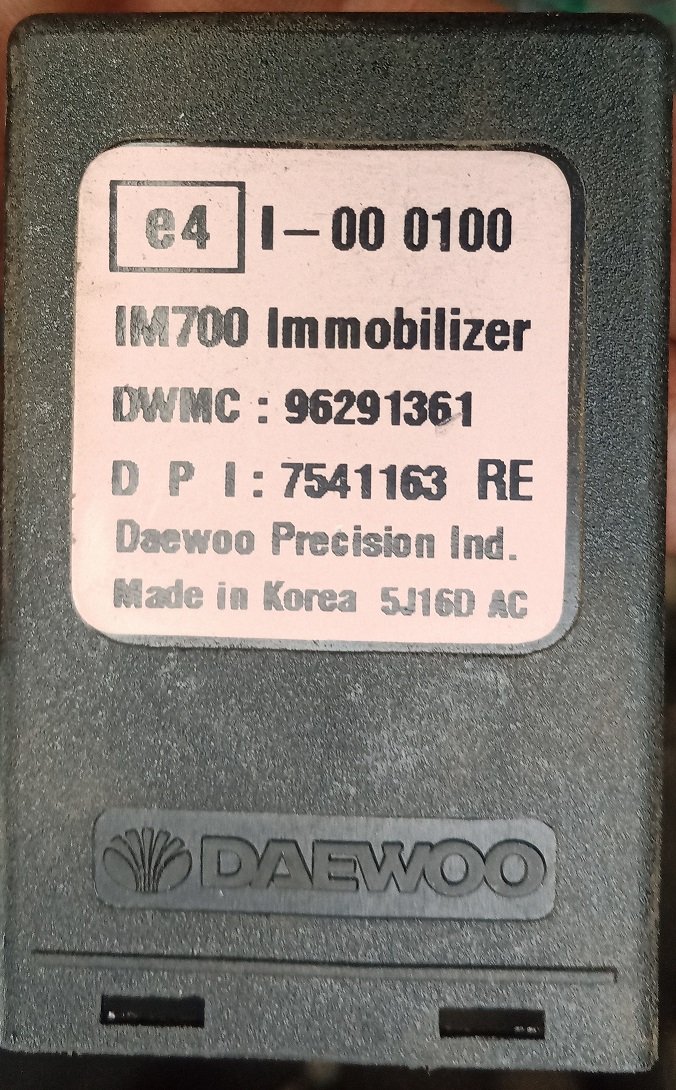 e4 I-00 0100
IM700 Immobilizer
DWMC : 96291361
D P I : 7541163 RE
Daewoo Precision Ind.
Made in Korea 5J16D AC
DAEWOO